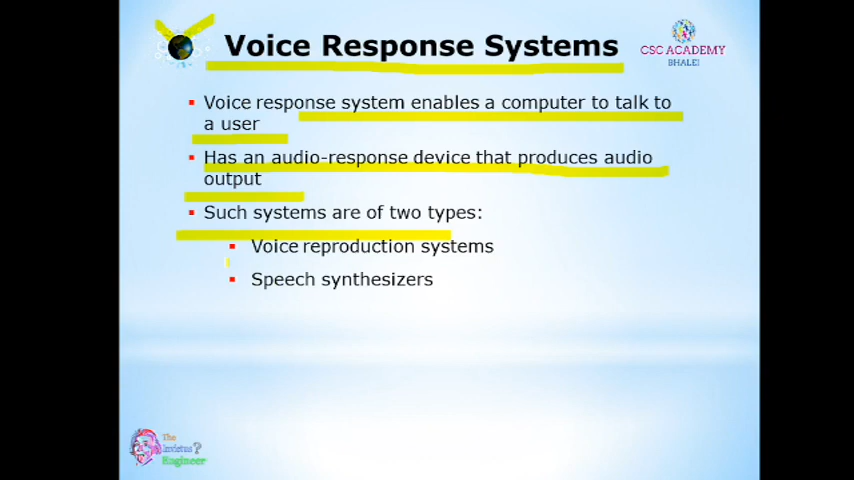 Voice Response Systems
CSC ACADEMY
BHALEI
Voice response system enables a computer to talk to
a user
Has an audio-response device that produces audio
output
Such systems are of two types:
Voice reproduction systems
Speech synthesizers
The
Invictus?
Engineer